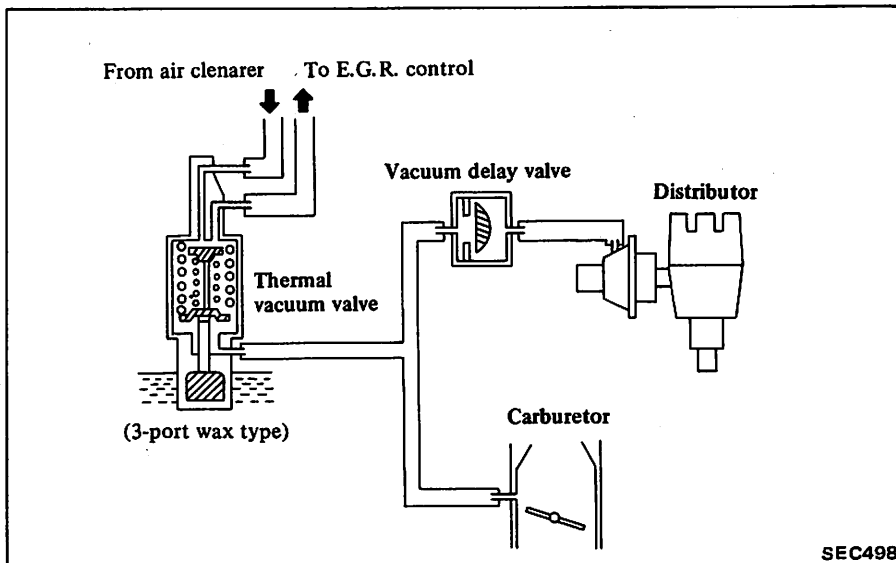 From air clenarer To E.G.R. control
Vacuum delay valve
Distributor
Thermal
vacuum valve
(3-port wax type)
Carburetor
SEC498